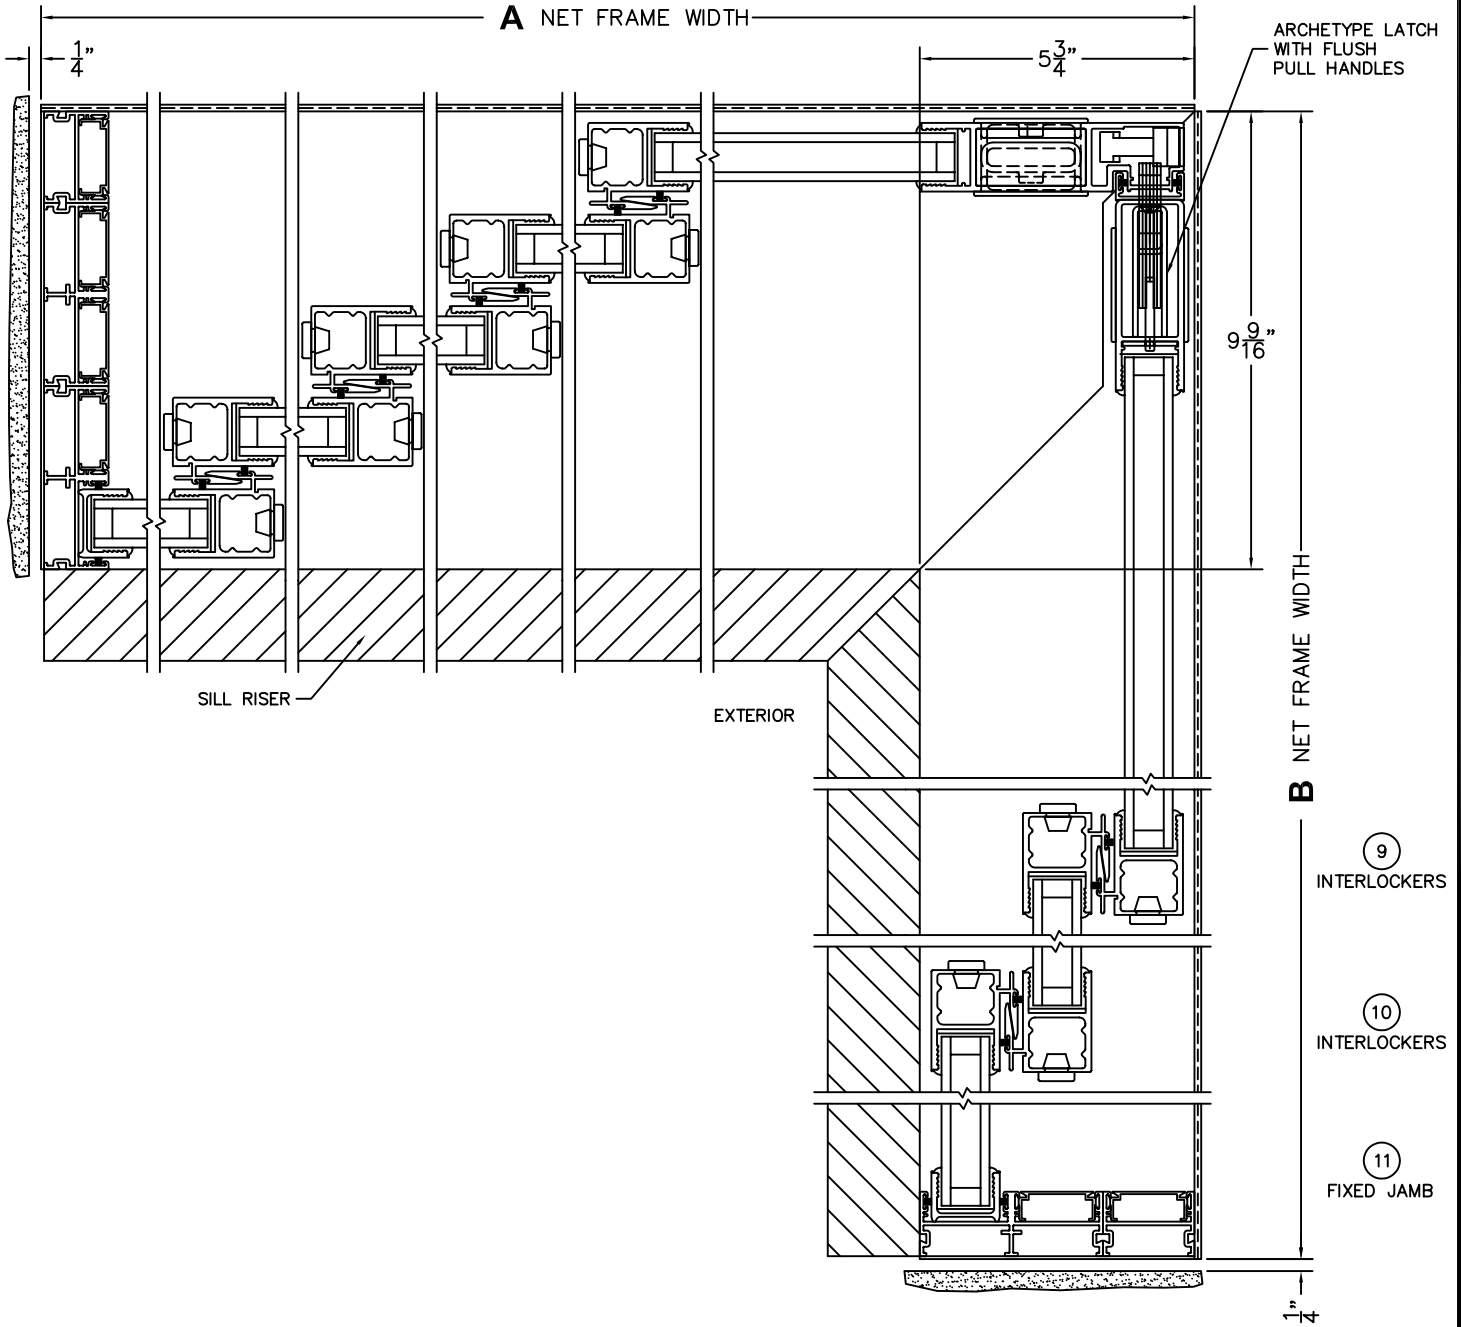 A NET FRAME WIDTH
1/4"
5 3/4"
ARCHETYPE LATCH
WITH FLUSH
PULL HANDLES
9 9/16"
B NET FRAME WIDTH
SILL RISER
EXTERIOR
9
INTERLOCKERS
10
INTERLOCKERS
11
FIXED JAMB
1/4"